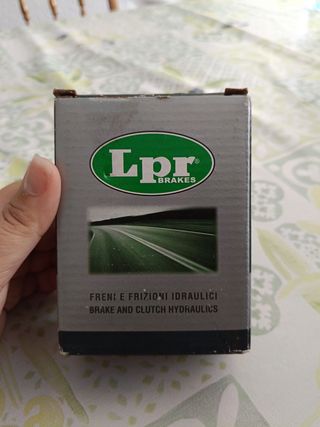 Lpr®
BRAKES
FRENI E FRIZIONI IDRAULICI
BRAKE AND CLUTCH HYDRAULICS